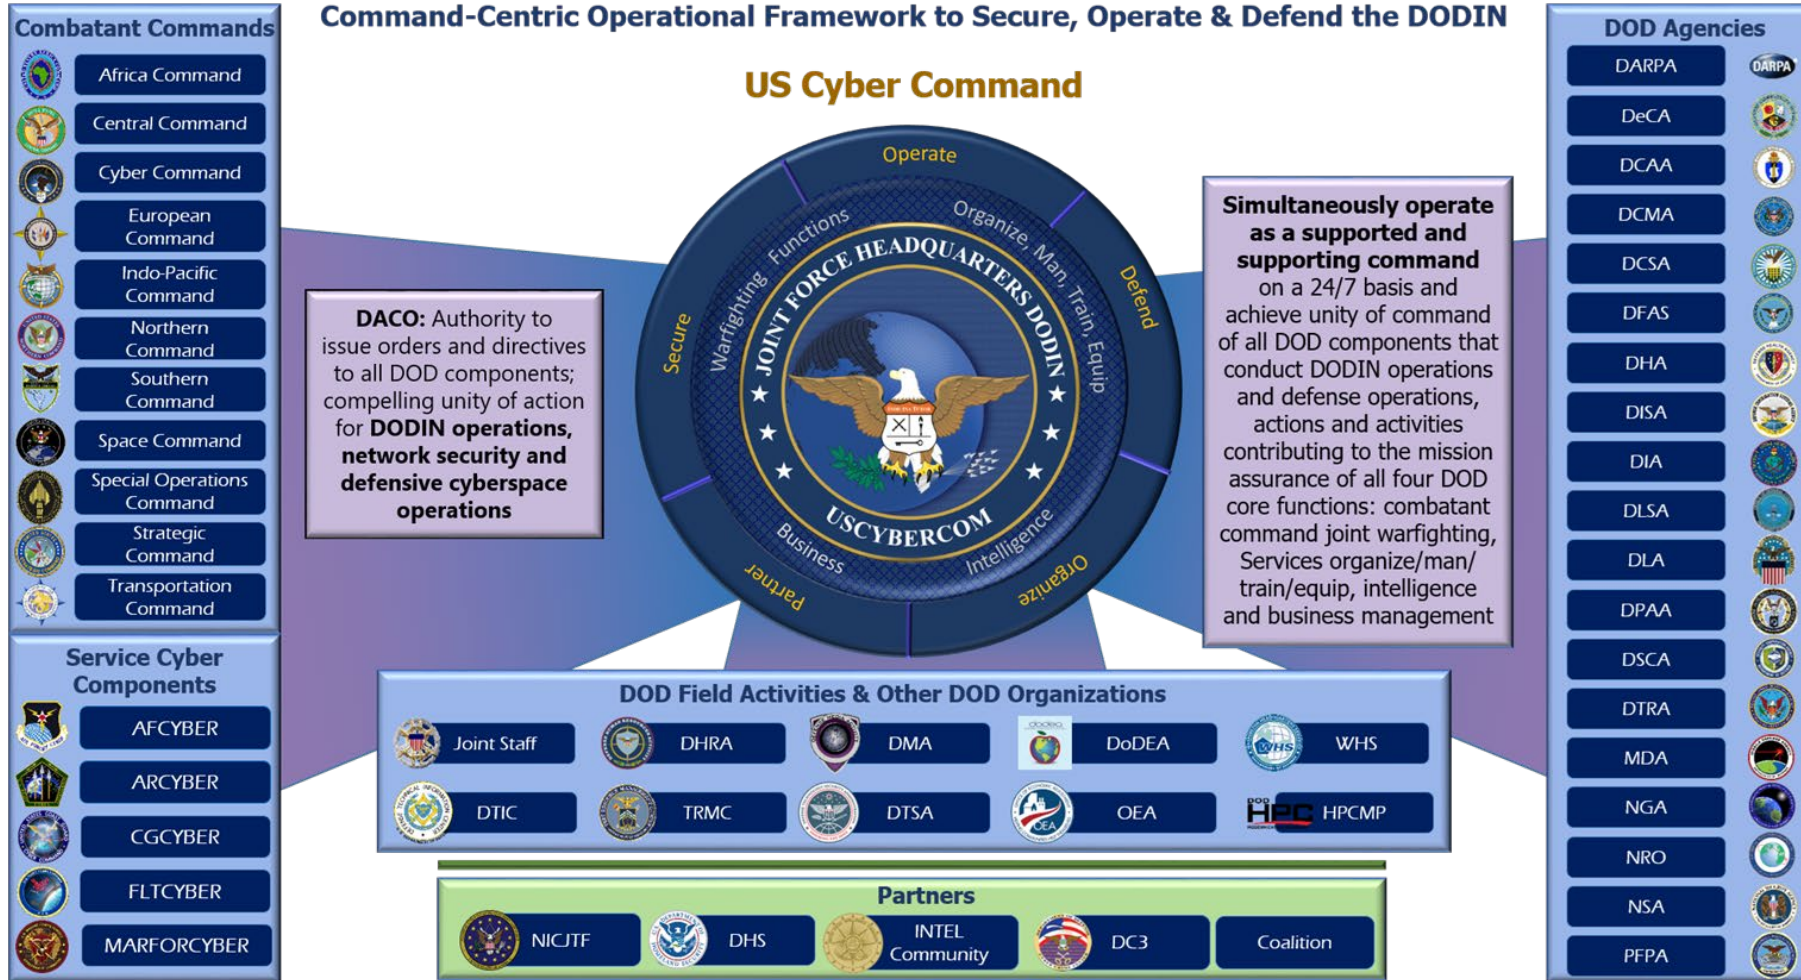 Command-Centric Operational Framework to Secure, Operate & Defend the DODIN
US Cyber Command
Combatant Commands
Africa Command
Central Command
Cyber Command
European
Command
Indo-Pacific
Command
Northern
Command
Southern
Command
Space Command
Special Operations
Command
Strategic
Command
Transportation
Command
Service Cyber
Components
AFCYBER
ARCYBER
CGCYBER
FLTCYBER
MARFORCYBER
DACO: Authority to
issue orders and directives
to all DOD components;
compelling unity of action
for DODIN operations,
network security and
defensive cyberspace
operations
Operate
Defend
Organize
Partner
Secure
Warfighting Functions
Organize, Man, Train, Equip
Intelligence
Business
JOINT FORCE HEADQUARTERS DODIN
USCYBERCOM
Simultaneously operate
as a supported and
supporting command
on a 24/7 basis and
achieve unity of command
of all DOD components that
conduct DODIN operations
and defense operations,
actions and activities
contributing to the mission
assurance of all four DOD
core functions: combatant
command joint warfighting,
Services organize/man/
train/equip, intelligence
and business management
DOD Field Activities & Other DOD Organizations
Joint Staff
DHRA
DMA
dodea
DoDEA
WHS
WHS
DTIC
TRMC
DTSA
OEA
OEA
DOD
HPC
HPCMP
Partners
NICJTF
DHS
INTEL
Community
DC3
Coalition
DOD Agencies
DARPA
DARPA
DeCA
DCAA
DCMA
DCSA
DFAS
DHA
DISA
DIA
DLSA
DLA
DPAA
DSCA
DTRA
MDA
NGA
NRO
NSA
PFPA